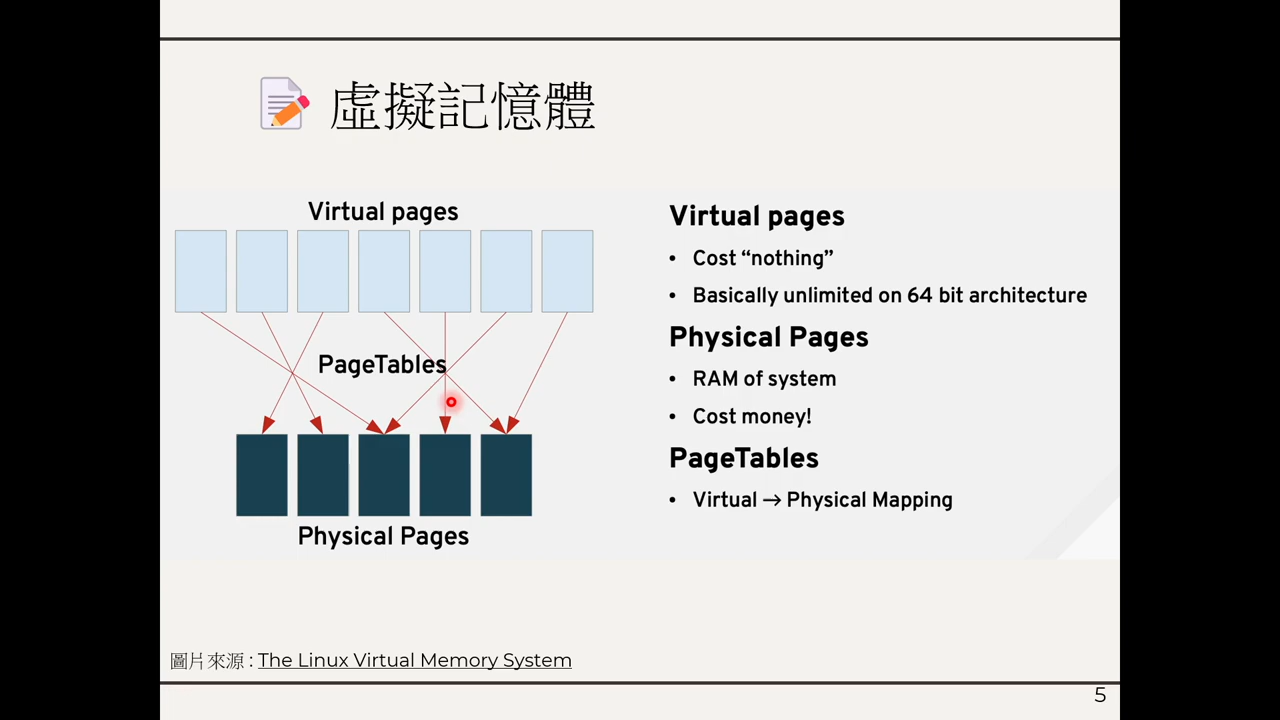 虛擬記憶體
Virtual pages
PageTables
Physical Pages
Virtual pages
• Cost “nothing”
• Basically unlimited on 64 bit architecture
Physical Pages
• RAM of system
• Cost money!
PageTables
• Virtual → Physical Mapping
圖片來源 : The Linux Virtual Memory System
5